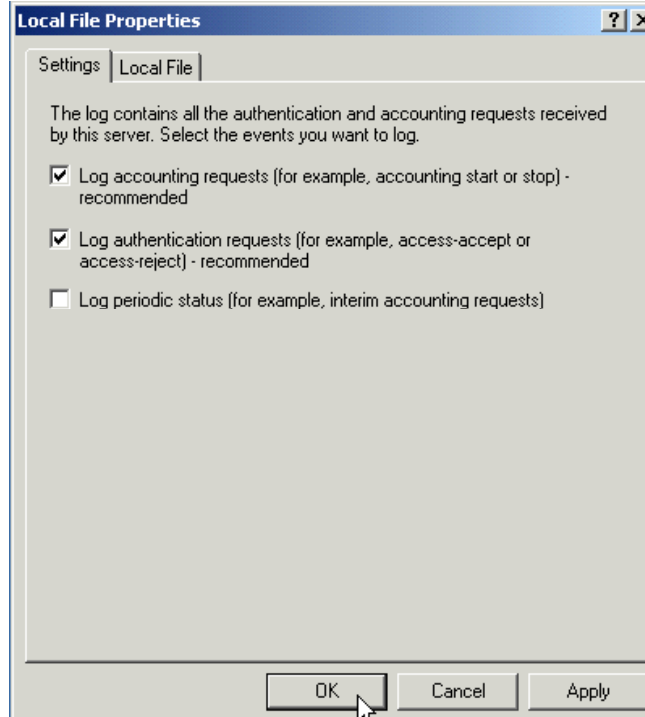 Local File Properties
Settings
Local File
The log contains all the authentication and accounting requests received
by this server. Select the events you want to log.
Log accounting requests (for example, accounting start or stop) -
recommended
Log authentication requests (for example, access-accept or
access-reject) - recommended
Log periodic status (for example, interim accounting requests)
OK
Cancel
Apply